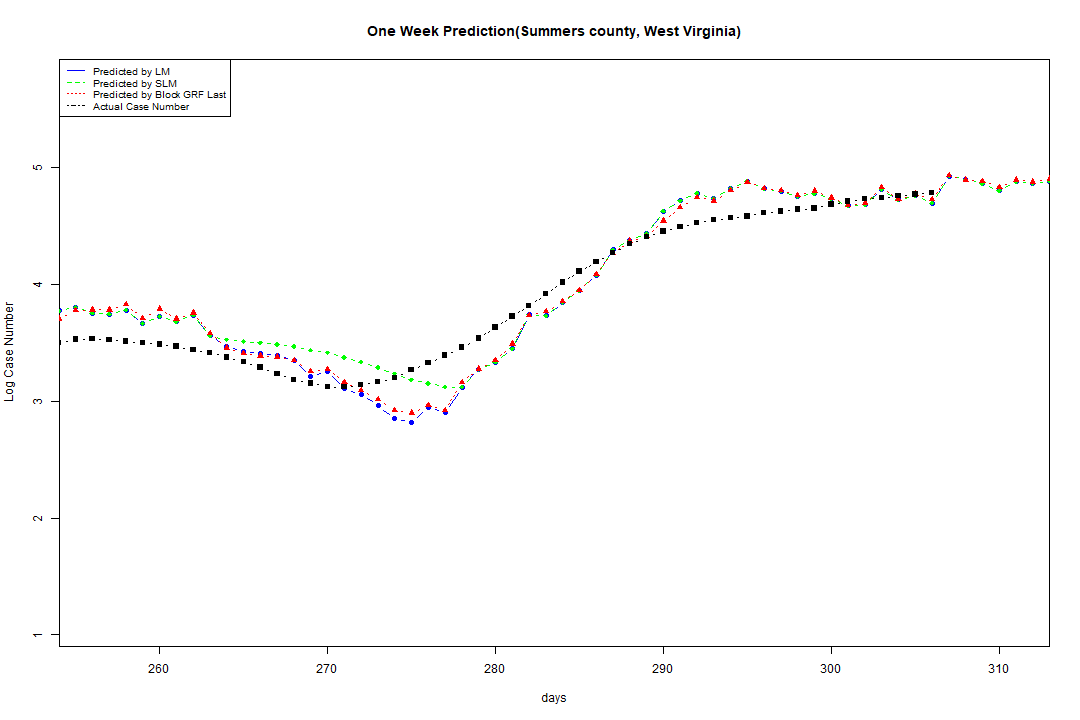 One Week Prediction(Summers county, West Virginia)
Predicted by LM
Predicted by SLM
Predicted by Block GRF Last
Actual Case Number
5
4
3
2
1
Log Case Number
260 270 280 290 300 310
days